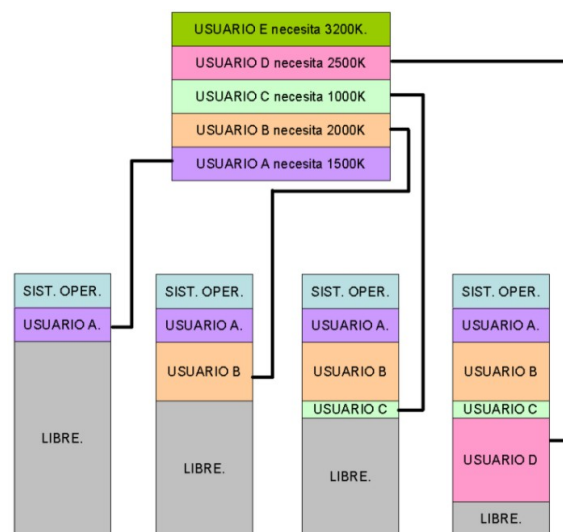 USUARIO E necesita 3200K.
USUARIO D necesita 2500K
USUARIO C necesita 1000K
USUARIO B necesita 2000K
USUARIO A necesita 1500K
SIST. OPER.
USUARIO A.
LIBRE.
SIST. OPER.
USUARIO A.
USUARIO B
LIBRE.
SIST. OPER.
USUARIO A.
USUARIO B
USUARIO C
LIBRE.
SIST. OPER.
USUARIO A.
USUARIO B
USUARIO C
USUARIO D
LIBRE.